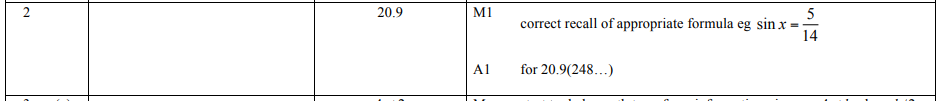 2 20.9 M1
correct recall of appropriate formula eg sin x = 5/14
A1 for 20.9(248…)